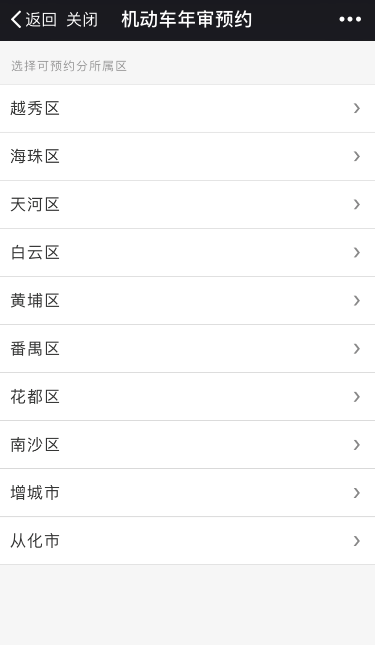 返回 关闭 机动车年审预约
选择可预约分所属区
越秀区
海珠区
天河区
白云区
黄埔区
番禺区
花都区
南沙区
增城市
从化市